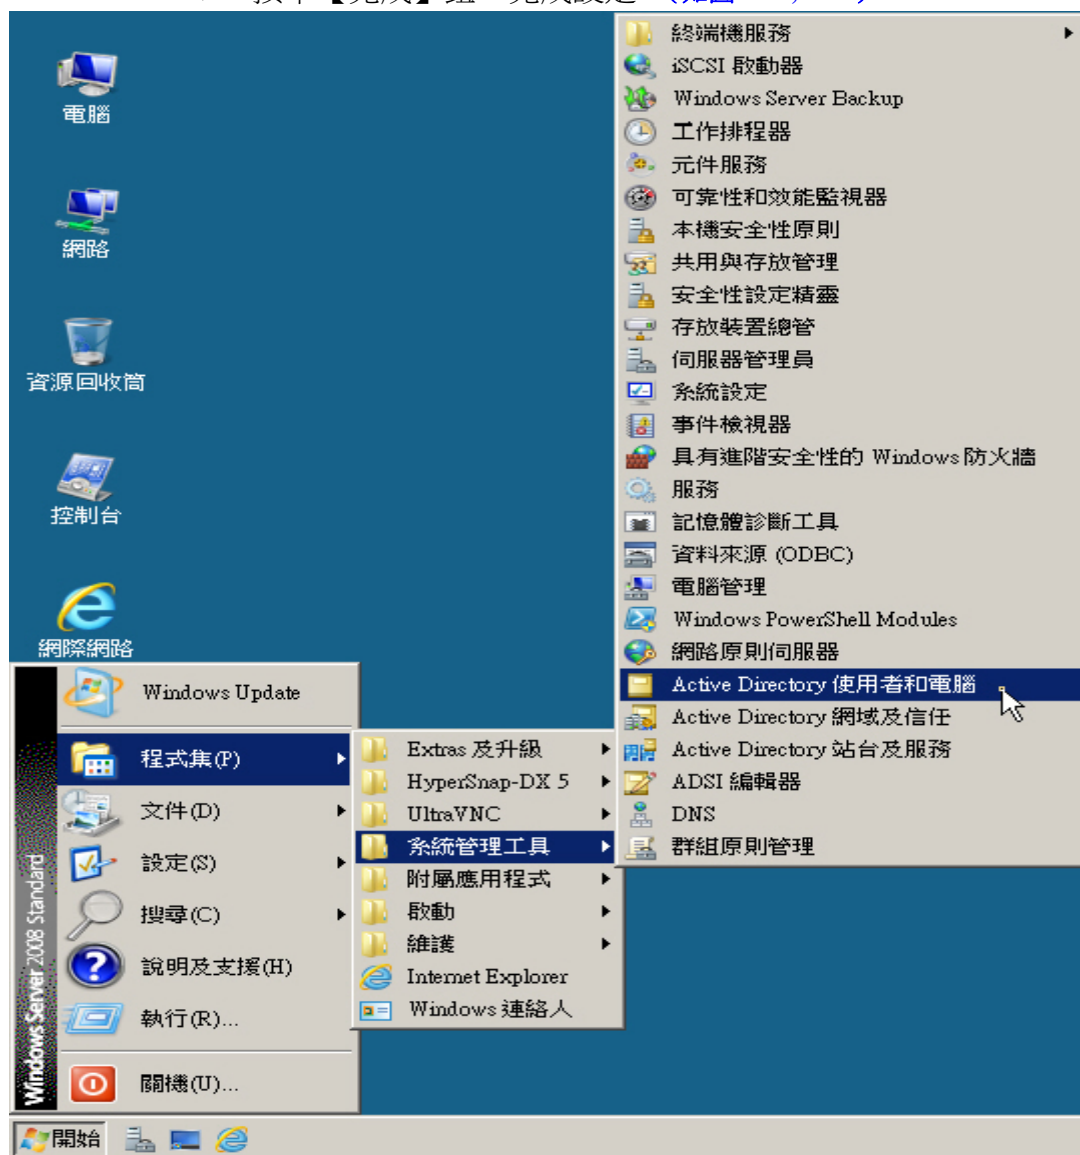 電腦
網路
資源回收筒
控制台
網際網路
Windows Update
程式集(P)
文件(D)
設定(S)
搜尋(C)
說明及支援(H)
執行(R)...
關機(U)...
Windows Server 2008 Standard
開始
Extras 及升級
HyperSnap-DX 5
UltraVNC
系統管理工具
附屬應用程式
啟動
維護
Internet Explorer
Windows 連絡人
終端機服務
iSCSI 啟動器
Windows Server Backup
工作排程器
元件服務
可靠性和效能監視器
本機安全性原則
共用與存放管理
安全性設定精靈
存放裝置總管
伺服器管理員
系統設定
事件檢視器
具有進階安全性的 Windows 防火牆
服務
記憶體診斷工具
資料來源 (ODBC)
電腦管理
Windows PowerShell Modules
網路原則伺服器
Active Directory 使用者和電腦
Active Directory 網域及信任
Active Directory 站台及服務
ADSI 編輯器
DNS
群組原則管理